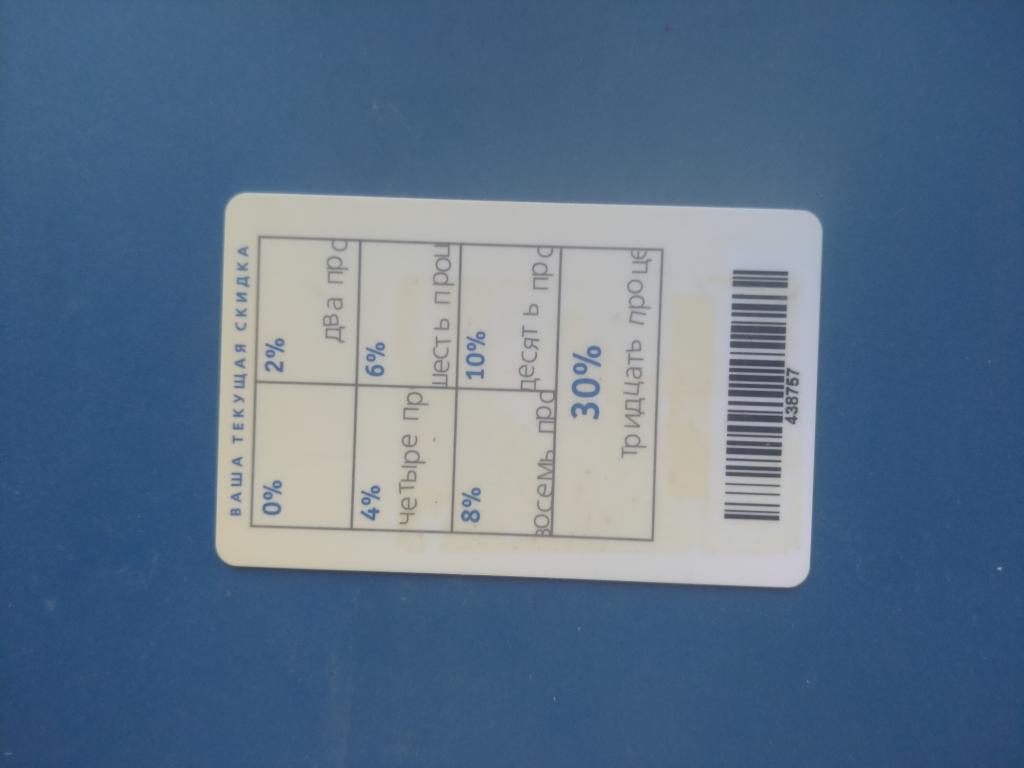 ВАША ТЕКУЩАЯ СКИДКА
0%
2%
два про
4%
четыре пр
6%
шесть проц
8%
восемь про
10%
десять про
30%
тридцать проце
438757